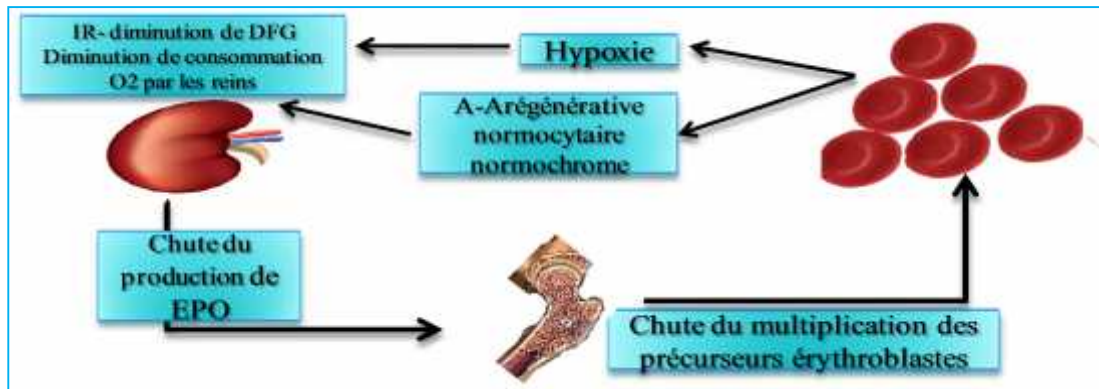 IR- diminution de DFG
Diminution de consommation
O2 par les reins
Hypoxie
A-Arégénérative
normocytaire
normochrome
Chute du
production de
EPO
Chute du multiplication des
précurseurs érythroblastes